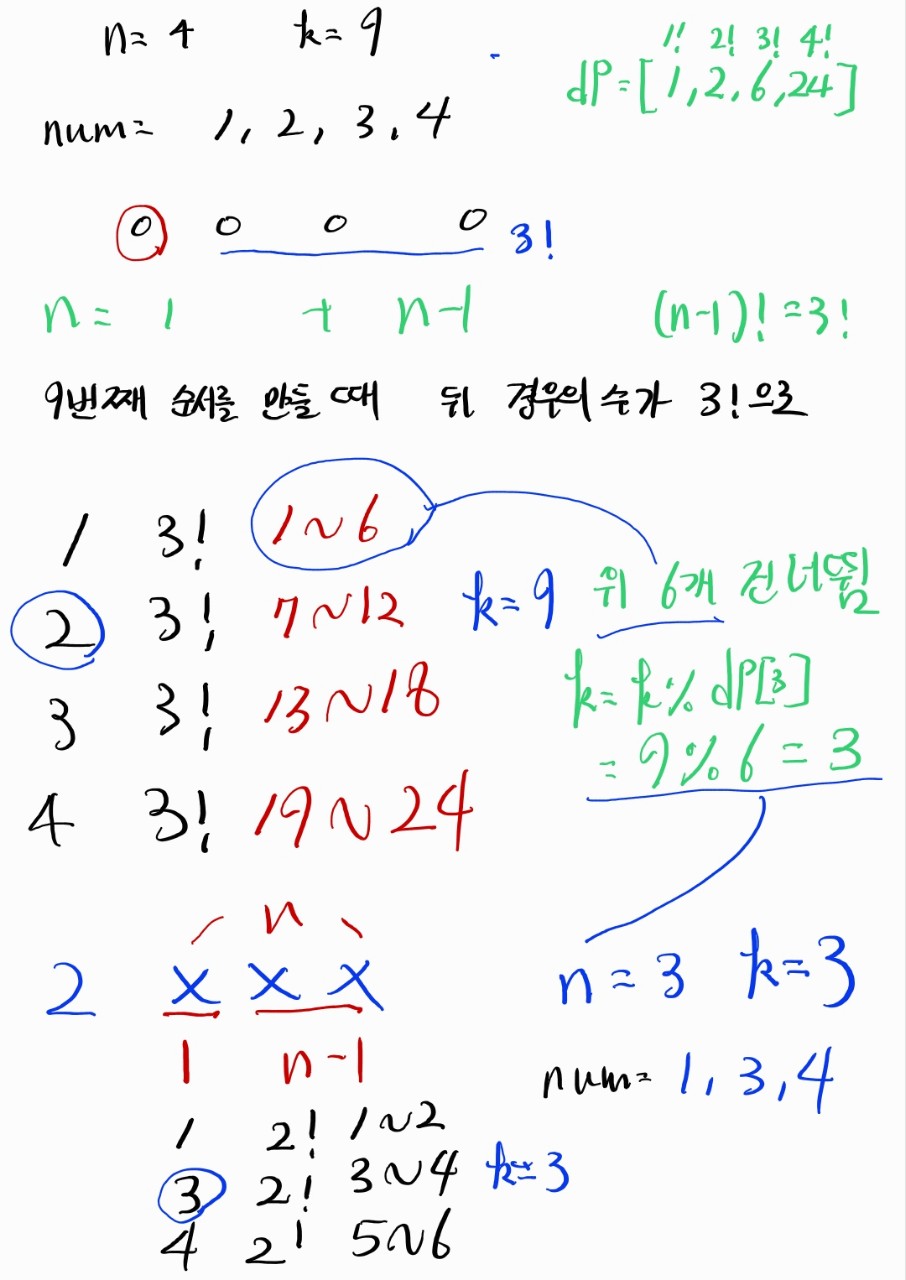 n= 4 k= 9
1! 2! 3! 4!
dp=[1,2,6,24]
num= 1, 2, 3, 4
0 0 0 0 3!
n= 1 + n-1 (n-1)! =3!
9번째 순서를 만들 때 뒤 경우의 수가 3!으로
1 3! 1~6
2 3! 7~12 k=9 위 6개 건너뜀
3 3! 13~18 k= k% dp[3]
= 9%6 = 3
4 3! 19~24
n
2 x x x n=3 k=3
1 n-1 num= 1, 3, 4
1 2! 1~2
3 2! 3~4 k=3
4 2! 5~6